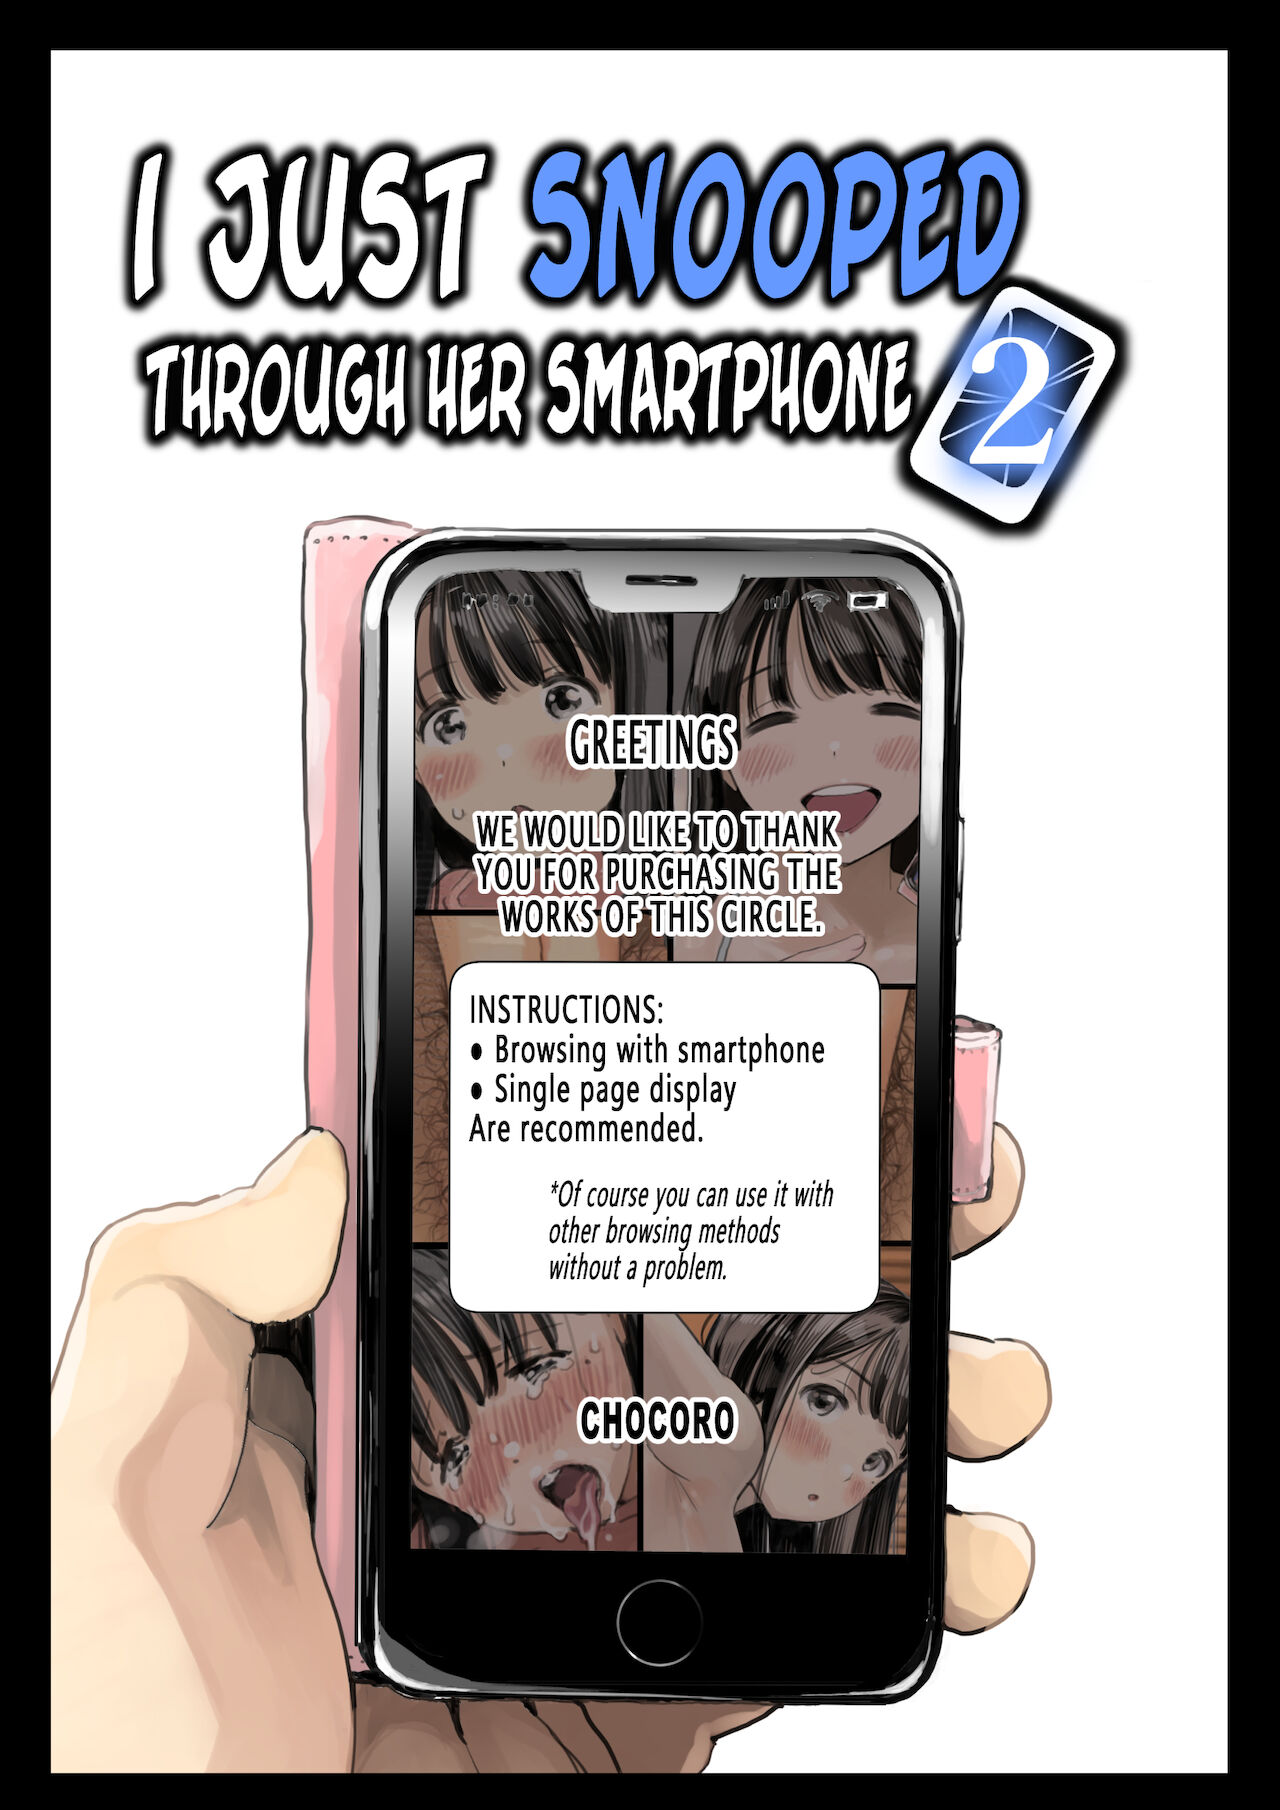 I JUST SNOOPED
THROUGH HER SMARTPHONE 2
GREETINGS
WE WOULD LIKE TO THANK
YOU FOR PURCHASING THE
WORKS OF THIS CIRCLE.
INSTRUCTIONS:
● Browsing with smartphone
● Single page display
Are recommended.
*Of course you can use it with
other browsing methods
without a problem.
CHOCORO